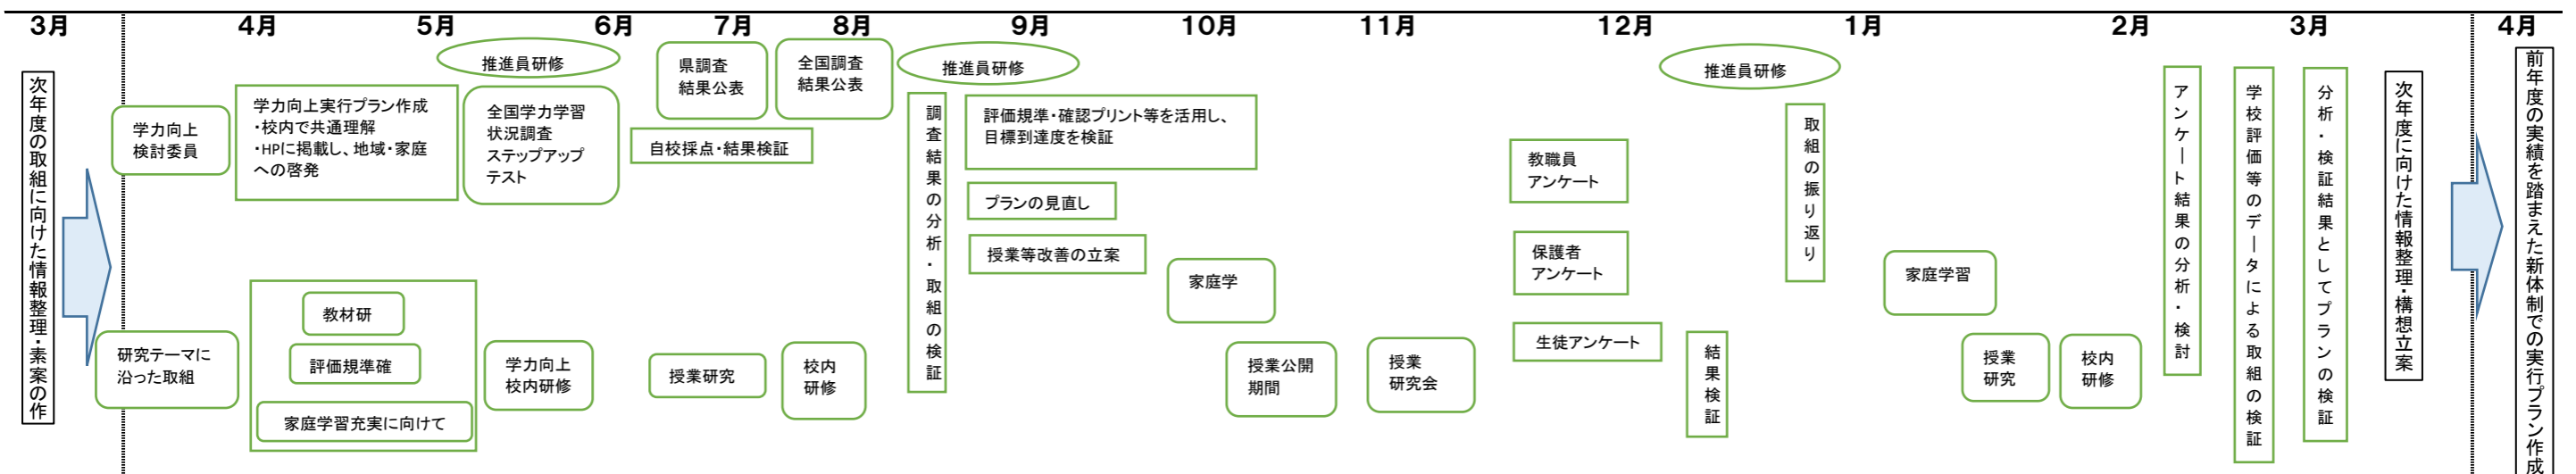 3月
4月
5月
6月
7月
8月
9月
10月
11月
12月
1月
2月
3月
4月
次年度の取組に向けた情報整理・素案の作
学力向上
検討委員
研究テーマに
沿った取組
学力向上実行プラン作成
・校内で共通理解
・HPに掲載し、地域・家庭
への啓発
教材研
評価規準確
家庭学習充実に向けて
推進員研修
全国学力学習
状況調査
ステップアップ
テスト
学力向上
校内研修
県調査
結果公表
自校採点・結果検証
授業研究
全国調査
結果公表
校内
研修
推進員研修
調査結果の分析・取組の検証
評価規準・確認プリント等を活用し、
目標到達度を検証
プランの見直し
授業等改善の立案
家庭学
授業公開
期間
授業
研究会
教職員
アンケート
保護者
アンケート
生徒アンケート
推進員研修
結果検証
取組の振り返り
家庭学習
授業
研究
校内
研修
アンケート結果の分析・検討
学校評価等のデータによる取組の検証
分析・検証結果としてプランの検証
次年度に向けた情報整理・構想立案
前年度の実績を踏まえた新体制での実行プラン作成